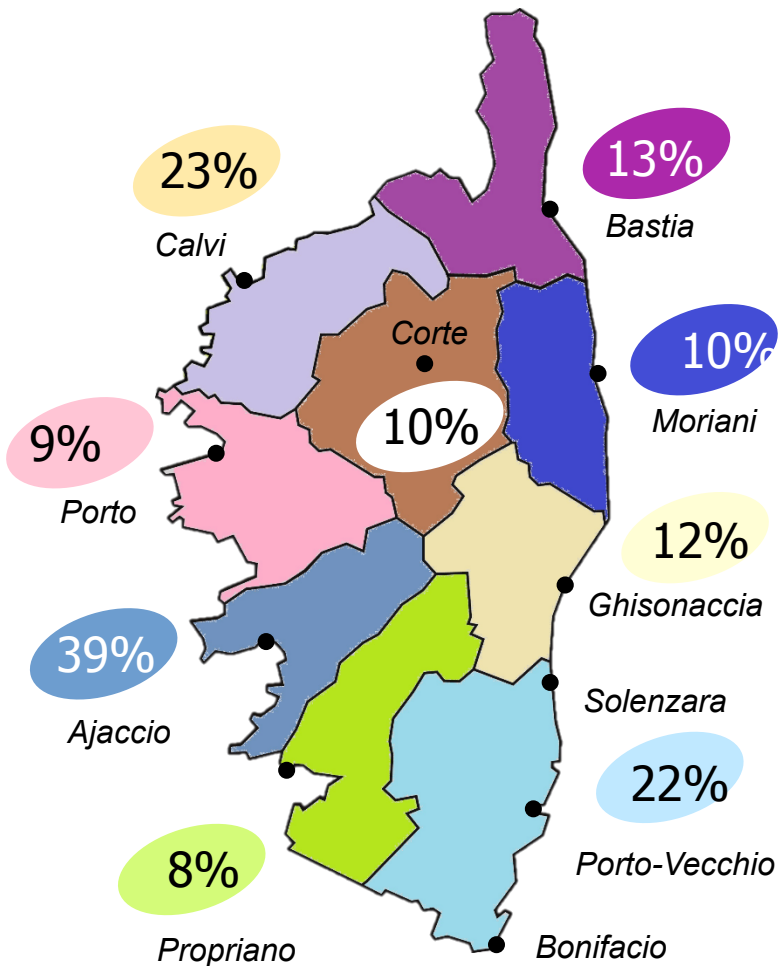 23%
13%
Bastia
Calvi
Corte
10%
Moriani
10%
9%
Porto
12%
Ghisonaccia
39%
Ajaccio
Solenzara
22%
Porto-Vecchio
8%
Propriano
Bonifacio